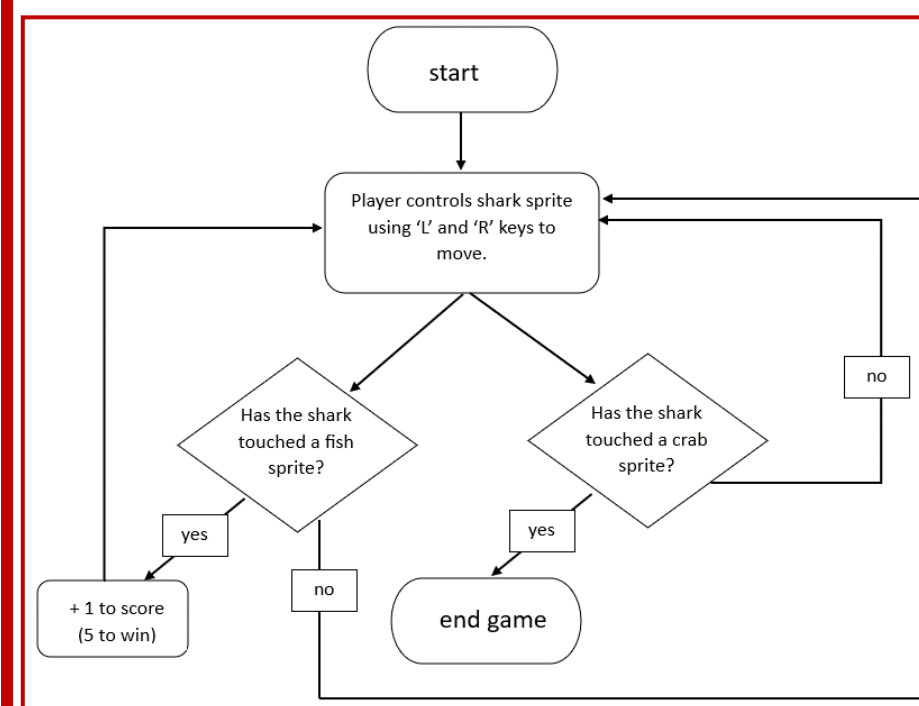 start
Player controls shark sprite
using ‘L’ and ‘R’ keys to
move.
no
Has the shark
touched a fish
sprite?
Has the shark
touched a crab
sprite?
yes
yes
no
+ 1 to score
(5 to win)
end game